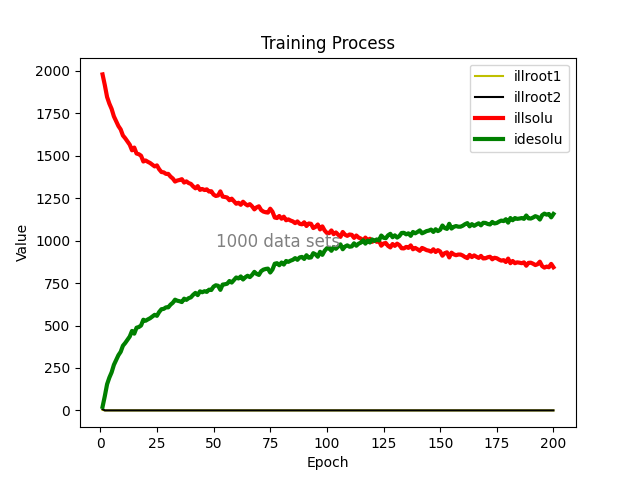 Training Process
2000
1750
1500
1250
1000
750
500
250
0
Value
1000 data sets
illroot1
illroot2
illsolu
idesolu
0 25 50 75 100 125 150 175 200
Epoch